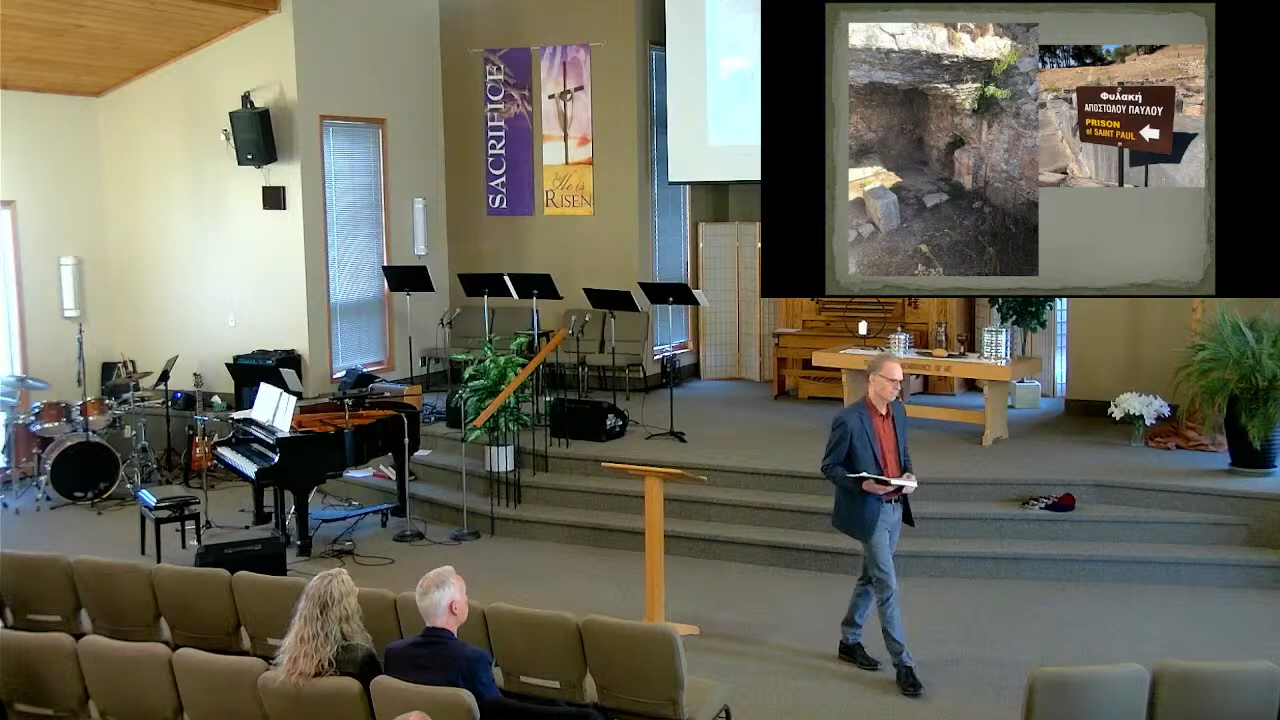 SACRIFICE
He is
RISEN
Φυλακή
ΑΠΟΣΤΟΛΟΥ ΠΑΥΛΟΥ
PRISON
of SAINT PAUL